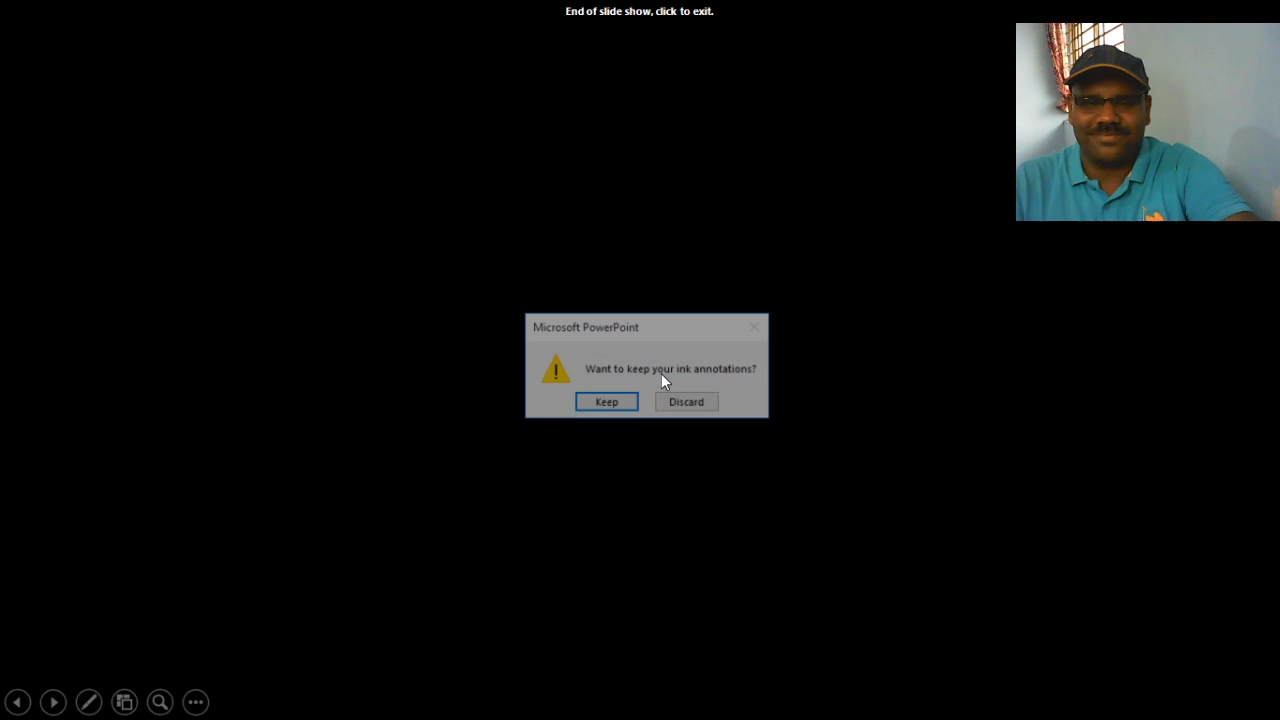 End of slide show, click to exit.
Microsoft PowerPoint
Want to keep your ink annotations?
Keep
Discard